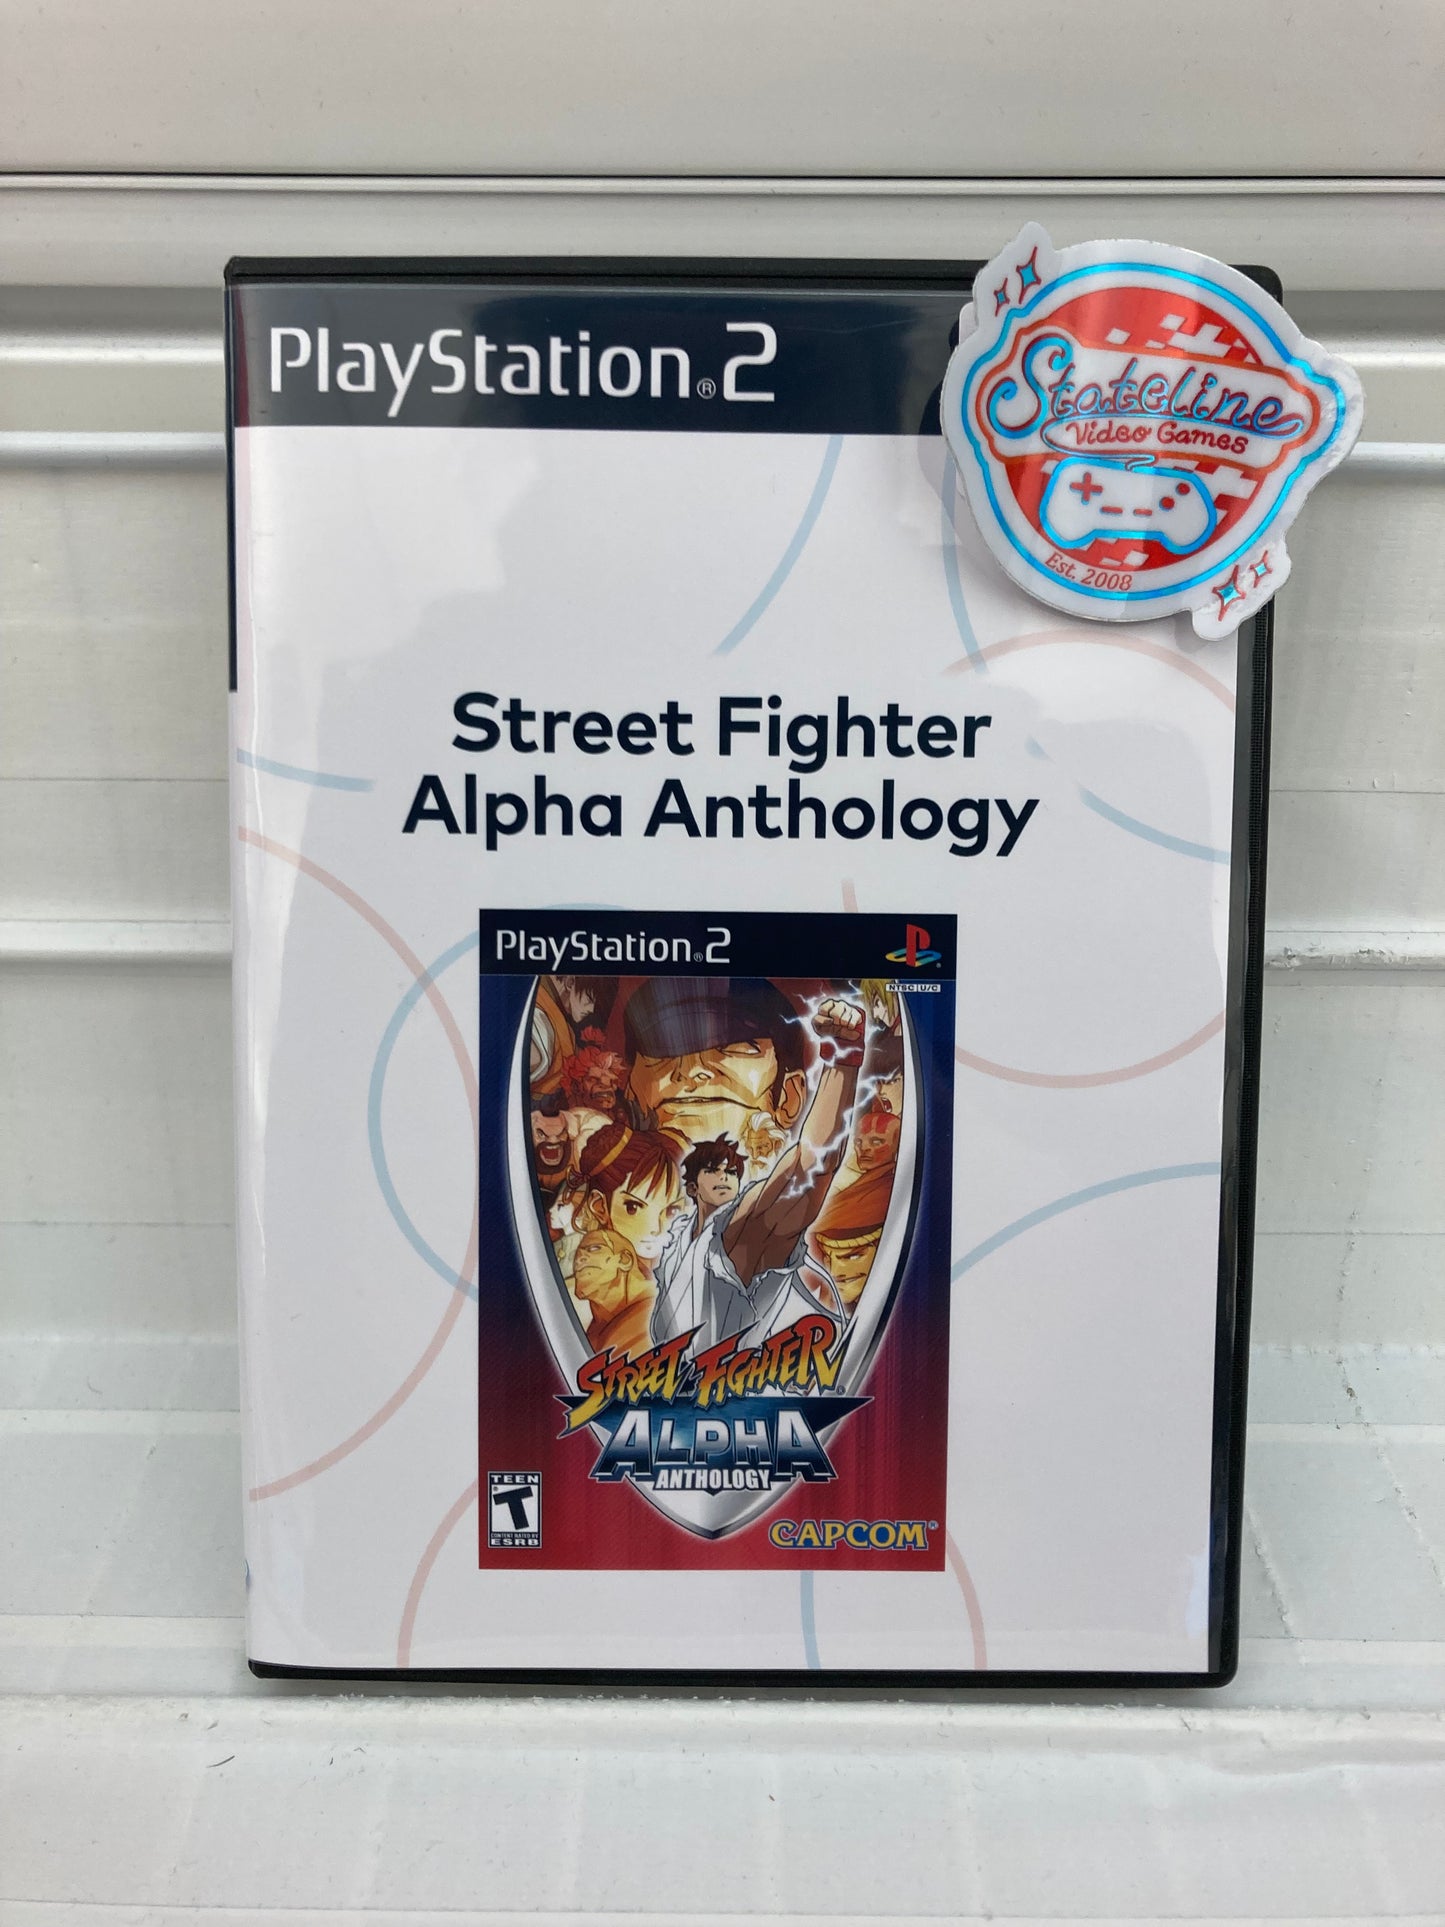 PlayStation®2
Stateline
Video Games
Est. 2008
Street Fighter
Alpha Anthology
PlayStation®2
NTSC U/C
STREET FIGHTER®
ALPHA
ANTHOLOGY
TEEN
T
CONTENT RATED BY
ESRB
CAPCOM®